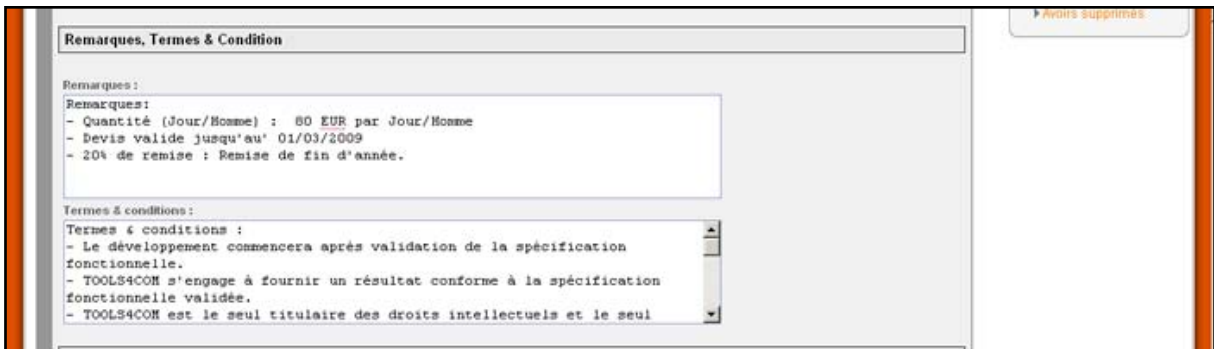 Avoirs supprimés
Remarques, Termes & Condition
Remarques :
Remarques:
- Quantité (Jour/Homme) :  80 EUR par Jour/Homme
- Devis valide jusqu'au' 01/03/2009
- 20% de remise : Remise de fin d'année.
Termes & conditions :
Termes & conditions :
- Le développement commencera après validation de la spécification
fonctionnelle.
- TOOLS4COM s'engage à fournir un résultat conforme à la spécification
fonctionnelle validée.
- TOOLS4COM est le seul titulaire des droits intellectuels et le seul